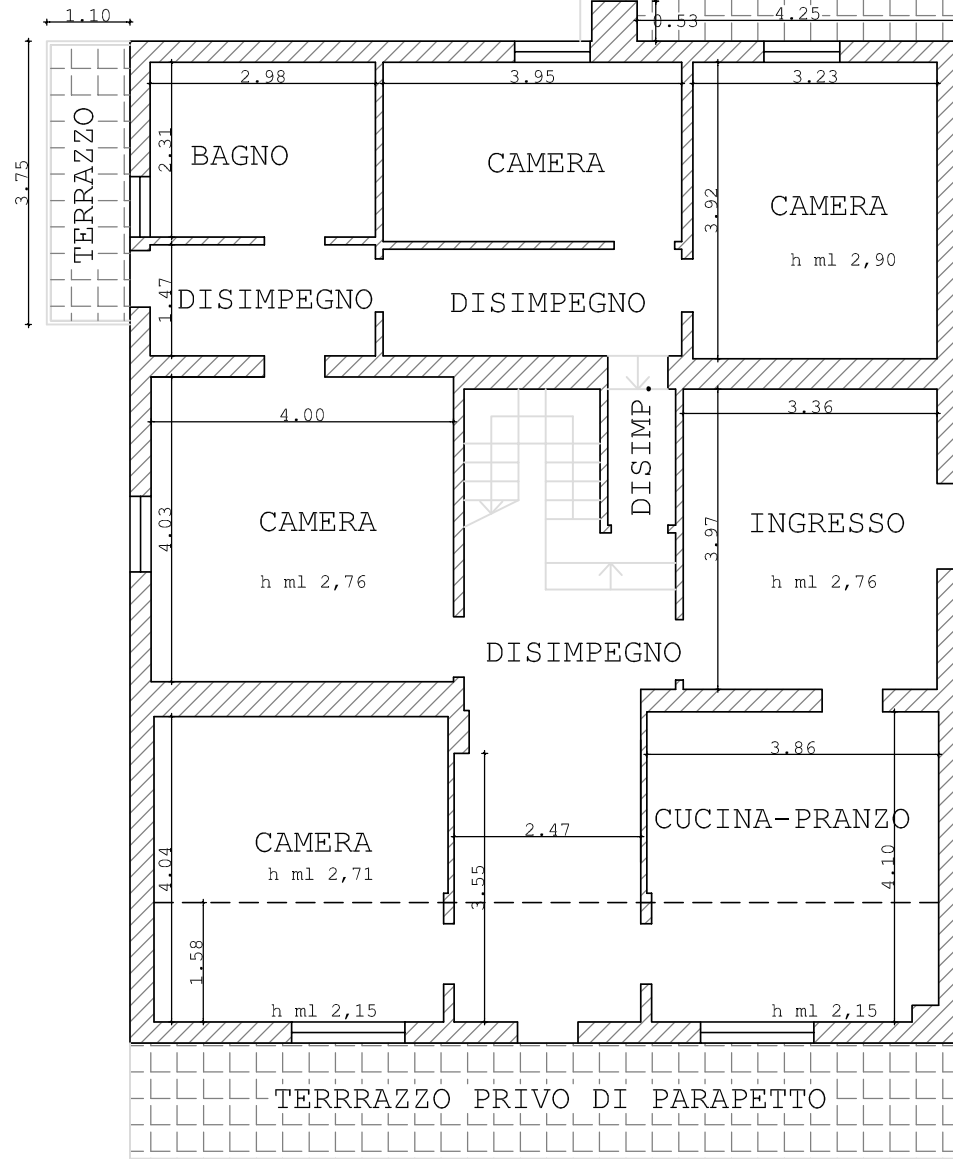 1.10
4.25
0.53
2.98
3.95
3.23
TERRAZZO
3.75
2.31
BAGNO
CAMERA
3.92
CAMERA
h ml 2,90
1.47
DISIMPEGNO
DISIMPEGNO
4.00
DISIMP.
3.36
4.03
CAMERA
h ml 2,76
3.97
INGRESSO
h ml 2,76
DISIMPEGNO
3.86
CUCINA-PRANZO
2.47
CAMERA
h ml 2,71
4.04
3.55
4.10
1.58
h ml 2,15
h ml 2,15
TERRRAZZO PRIVO DI PARAPETTO